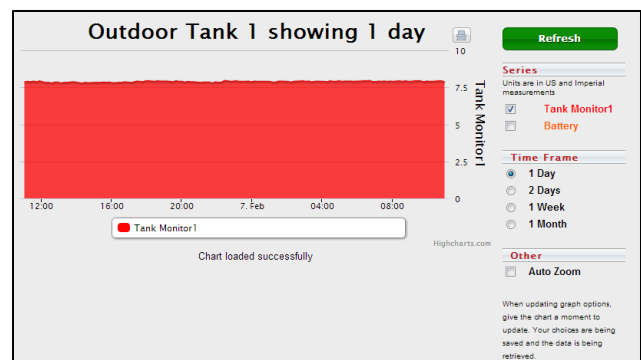 Outdoor Tank 1 showing 1 day
10
7.5
5
2.5
0
Tank Monitor1
12:00
16:00
20:00
7. Feb
04:00
08:00
Tank Monitor1
Highcharts.com
Chart loaded successfully
Refresh
Series
Units are in US and Imperial
measurements
Tank Monitor1
Battery
Time Frame
1 Day
2 Days
1 Week
1 Month
Other
Auto Zoom
When updating graph options,
give the chart a moment to
update. Your choices are being
saved and the data is being
retrieved.